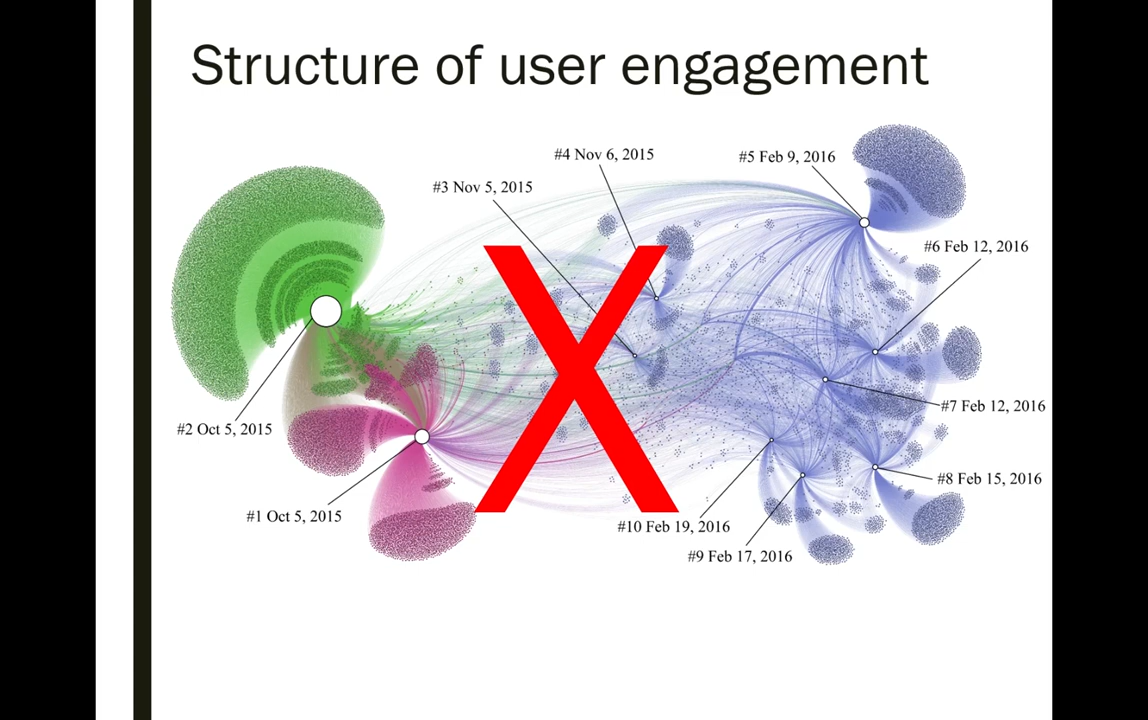 Structure of user engagement
#4 Nov 6, 2015
#5 Feb 9, 2016
#3 Nov 5, 2015
#6 Feb 12, 2016
#7 Feb 12, 2016
#2 Oct 5, 2015
#8 Feb 15, 2016
#1 Oct 5, 2015
#10 Feb 19, 2016
#9 Feb 17, 2016
X